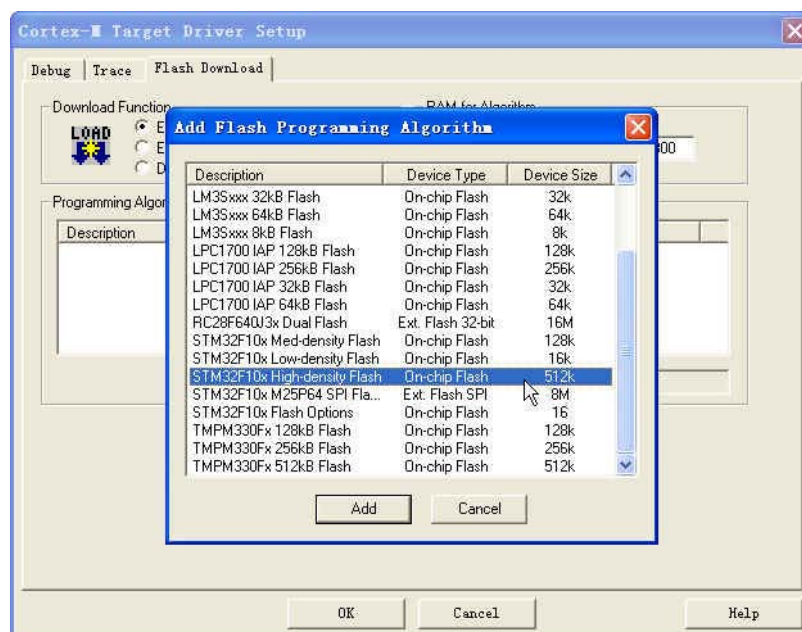 Cortex-M Target Driver Setup
Debug Trace Flash Download
Download Function RAM for Algorithm
LOAD
Add Flash Programming Algorithm
Programming Algor
Description
Description Device Type Device Size
LM3Sxxx 32kB Flash On-chip Flash 32k
LM3Sxxx 64kB Flash On-chip Flash 64k
LM3Sxxx 8kB Flash On-chip Flash 8k
LPC1700 IAP 128kB Flash On-chip Flash 128k
LPC1700 IAP 256kB Flash On-chip Flash 256k
LPC1700 IAP 32kB Flash On-chip Flash 32k
LPC1700 IAP 64kB Flash On-chip Flash 64k
RC28F640J3x Dual Flash Ext. Flash 32-bit 16M
STM32F10x Med-density Flash On-chip Flash 128k
STM32F10x Low-density Flash On-chip Flash 16k
STM32F10x High-density Flash On-chip Flash 512k
STM32F10x M25P64 SPI Fla... Ext. Flash SPI 8M
STM32F10x Flash Options On-chip Flash 16
TMPM330Fx 128kB Flash On-chip Flash 128k
TMPM330Fx 256kB Flash On-chip Flash 256k
TMPM330Fx 512kB Flash On-chip Flash 512k
Add Cancel
OK Cancel Help